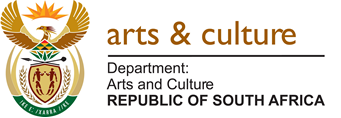 arts & culture
Department:
Arts and Culture
REPUBLIC OF SOUTH AFRICA